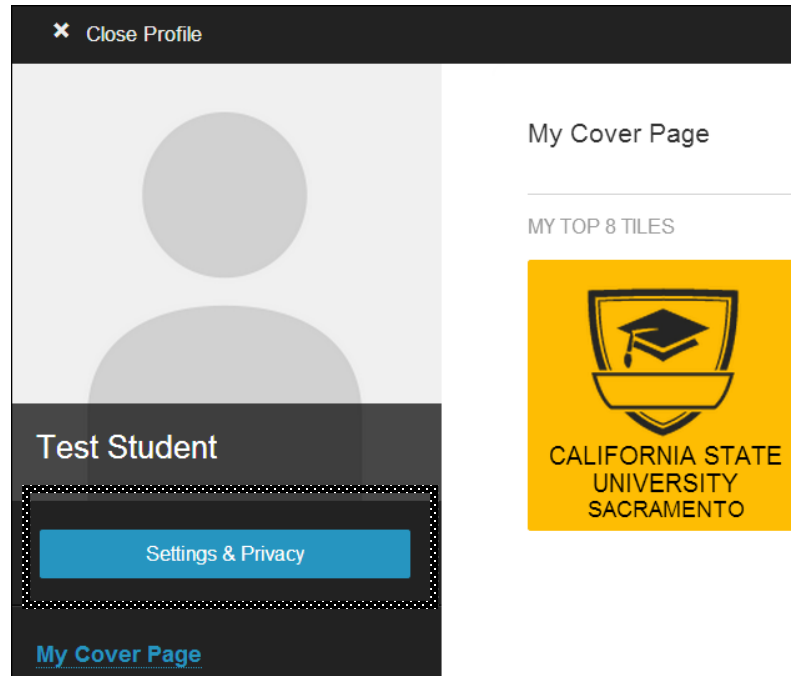 Close Profile
My Cover Page
MY TOP 8 TILES
CALIFORNIA STATE
UNIVERSITY
SACRAMENTO
Test Student
Settings & Privacy
My Cover Page